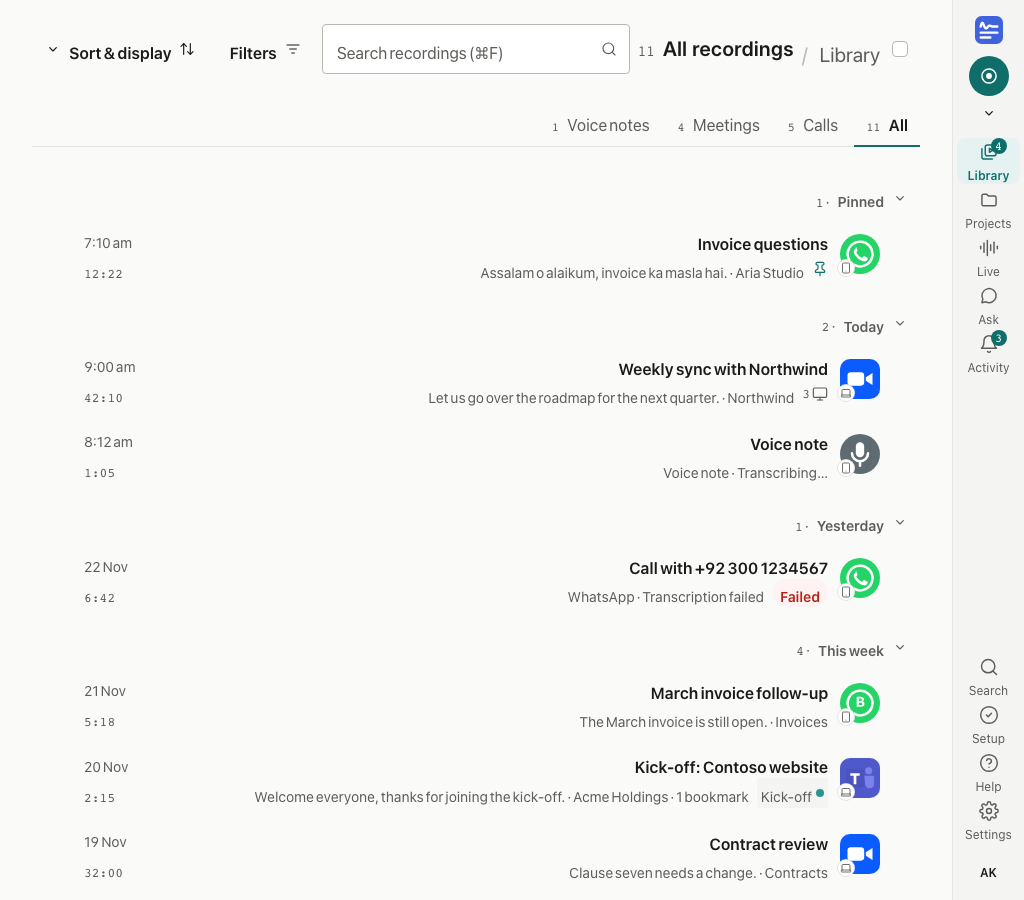 Library / All recordings 11
Search recordings (⌘F)
Filters
Sort & display
All 11
Calls 5
Meetings 4
Voice notes 1
Pinned · 1
Invoice questions
7:10 am
Assalam o alaikum, invoice ka masla hai. · Aria Studio
12:22
Today · 2
Weekly sync with Northwind
9:00 am
3 Let us go over the roadmap for the next quarter. · Northwind
42:10
Voice note
8:12 am
Voice note · Transcribing...
1:05
Yesterday · 1
Call with +92 300 1234567
22 Nov
WhatsApp · Transcription failed Failed
6:42
This week · 4
March invoice follow-up
21 Nov
B
The March invoice is still open. · Invoices
5:18
Kick-off: Contoso website
20 Nov
T
Welcome everyone, thanks for joining the kick-off. · Acme Holdings · 1 bookmark Kick-off
2:15
Contract review
19 Nov
Clause seven needs a change. · Contracts
32:00
4
Library
Projects
Live
Ask
3
Activity
Search
Setup
Help
Settings
AK